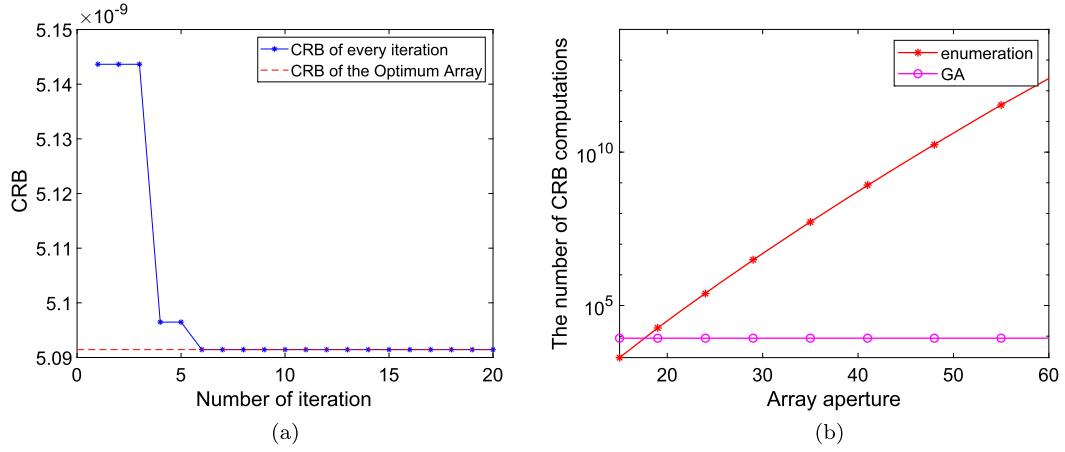 ×10-9
5.15
5.14
5.13
5.12
5.11
5.1
5.09
CRB
0 5 10 15 20
Number of iteration
CRB of every iteration
CRB of the Optimum Array
(a)
The number of CRB computations
1010
105
20 30 40 50 60
Array aperture
enumeration
GA
(b)